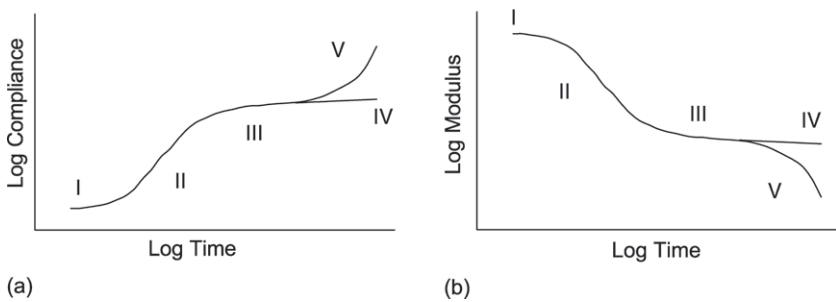 Log Compliance
I
II
III
IV
V
Log Time
(a)
Log Modulus
I
II
III
IV
V
Log Time
(b)